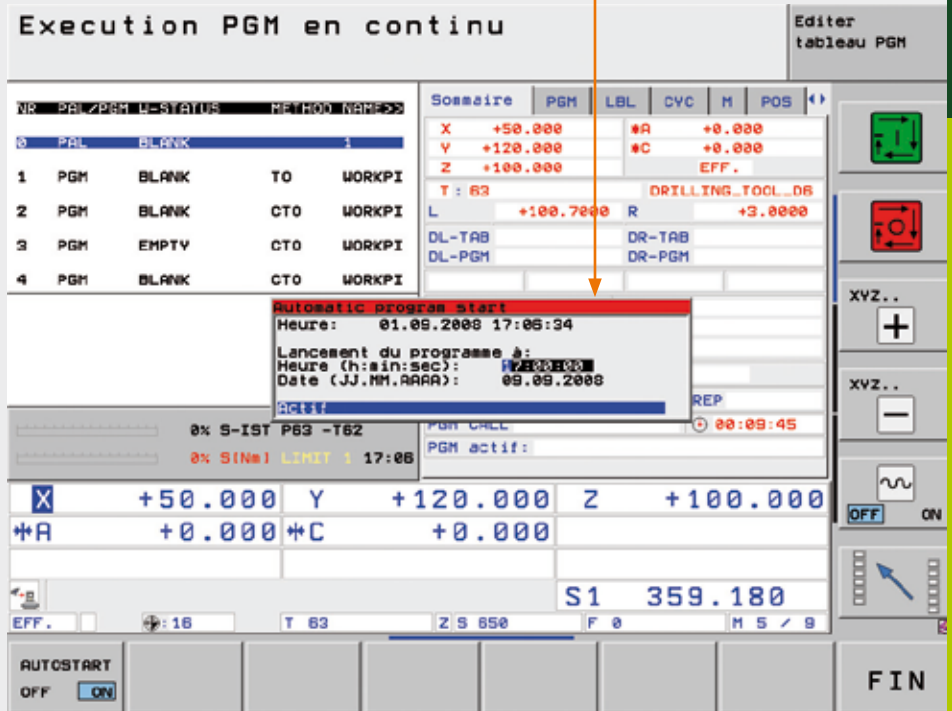 Execution PGM en continu
Editer
tableau PGM
NR PAL/PGM W-STATUS METHOD NAME>>
0 PAL BLANK 1
1 PGM BLANK TO WORKPI
2 PGM BLANK CTO WORKPI
3 PGM EMPTY CTO WORKPI
4 PGM BLANK CTO WORKPI
Sommaire PGM LBL CYC M POS
X +50.000 *A +0.000
Y +120.000 *C +0.000
Z +100.000 EFF.
T : 63 DRILLING_TOOL_D6
L +100.7000 R +3.0000
DL-TAB DR-TAB
DL-PGM DR-PGM
Automatic program start
Heure: 01.09.2008 17:06:34
Lancement du programme à:
Heure (h:min:sec): 17:00:00
Date (JJ.MM.AAAA): 09.09.2008
Actif
REP
PGM CALL 00:09:45
PGM actif:
0% S-IST P63 -T62
0% S[Nm] LIMIT 1 17:06
X +50.000 Y +120.000 Z +100.000
*A +0.000 *C +0.000
S1 359.180
EFF. :16 T 63 Z S 650 F 0 M 5 / 9
XYZ..
+
XYZ..
−
OFF ON
AUTOSTART
OFF ON
FIN